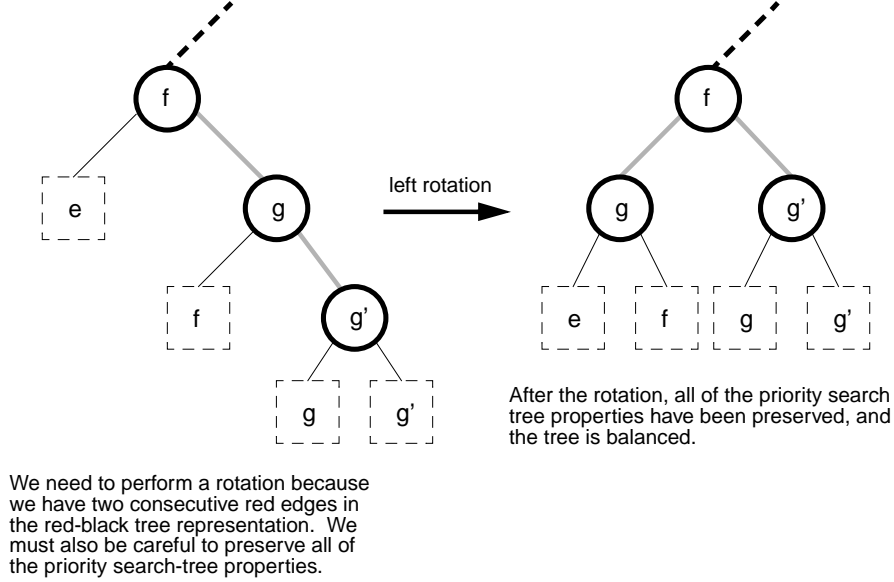 f
e
g
f
g'
g
g'
We need to perform a rotation because
we have two consecutive red edges in
the red-black tree representation.  We
must also be careful to preserve all of
the priority search-tree properties.
left rotation
f
g
g'
e
f
g
g'
After the rotation, all of the priority search
tree properties have been preserved, and
the tree is balanced.